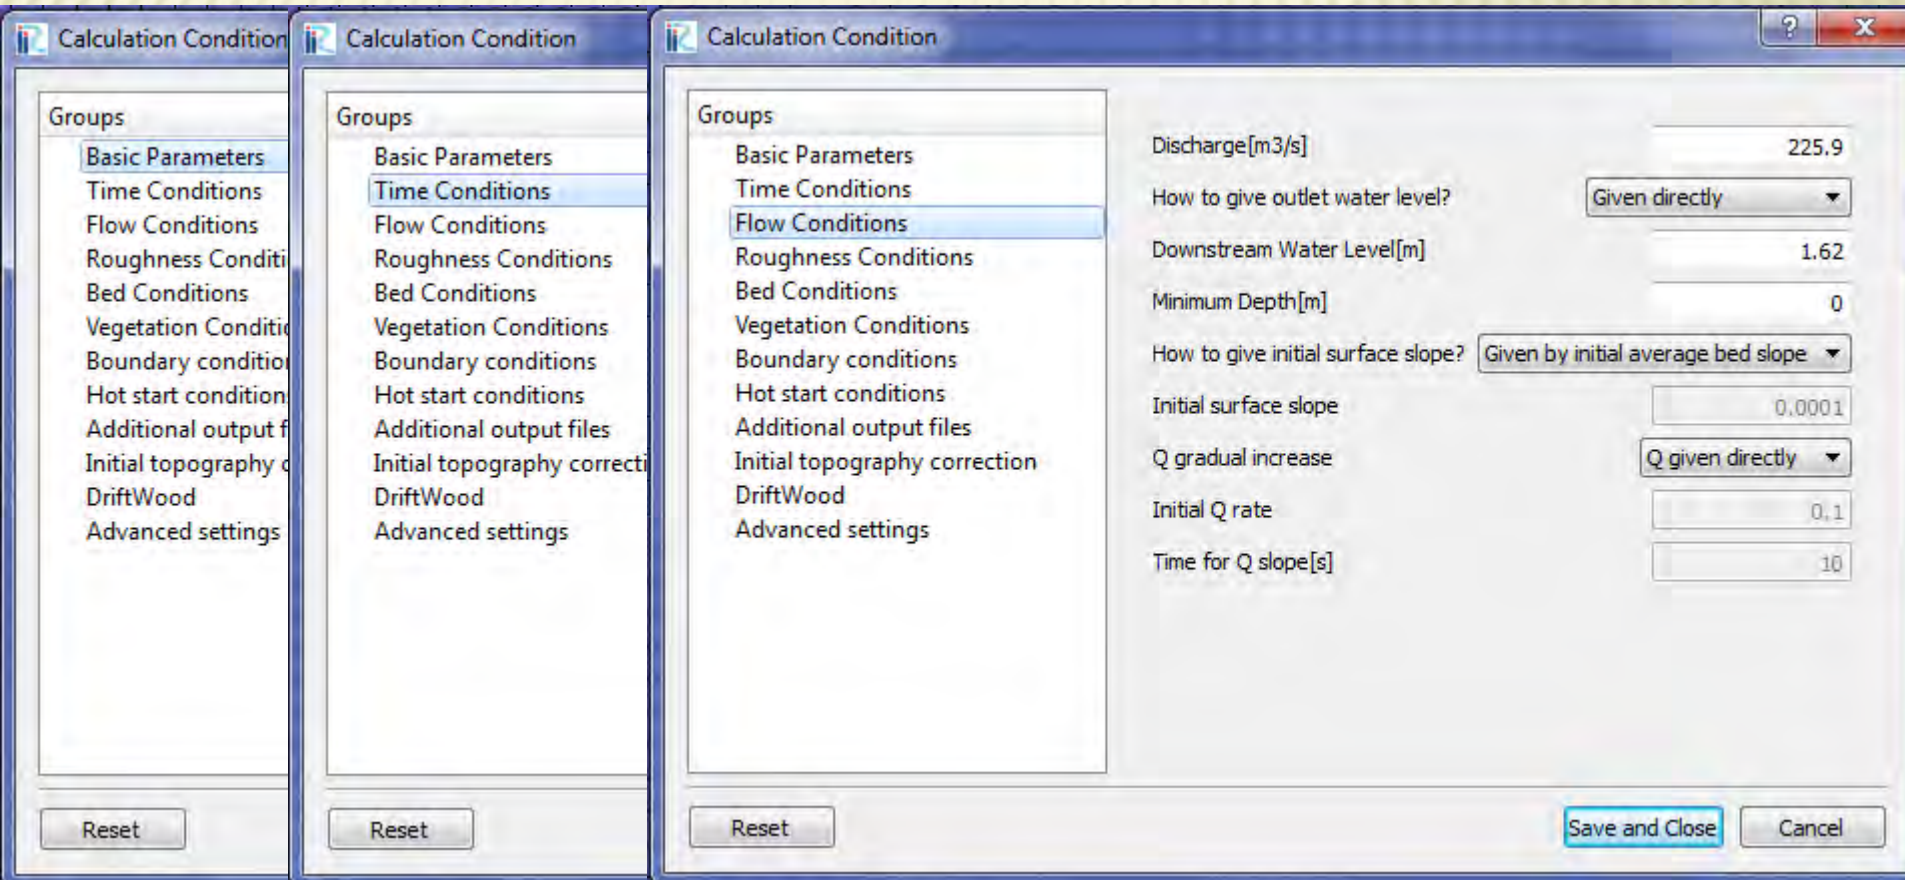 Calculation Condition
Groups
Basic Parameters
Time Conditions
Flow Conditions
Roughness Conditi
Bed Conditions
Vegetation Conditio
Boundary condition
Hot start condition
Additional output f
Initial topography c
DriftWood
Advanced settings
Reset
Calculation Condition
Groups
Basic Parameters
Time Conditions
Flow Conditions
Roughness Conditions
Bed Conditions
Vegetation Conditions
Boundary conditions
Hot start conditions
Additional output files
Initial topography correcti
DriftWood
Advanced settings
Reset
Calculation Condition
?
X
Groups
Basic Parameters
Time Conditions
Flow Conditions
Roughness Conditions
Bed Conditions
Vegetation Conditions
Boundary conditions
Hot start conditions
Additional output files
Initial topography correction
DriftWood
Advanced settings
Discharge[m3/s] 225.9
How to give outlet water level? Given directly
Downstream Water Level[m] 1.62
Minimum Depth[m] 0
How to give initial surface slope? Given by initial average bed slope
Initial surface slope 0.0001
Q gradual increase Q given directly
Initial Q rate 0.1
Time for Q slope[s] 10
Reset
Save and Close
Cancel